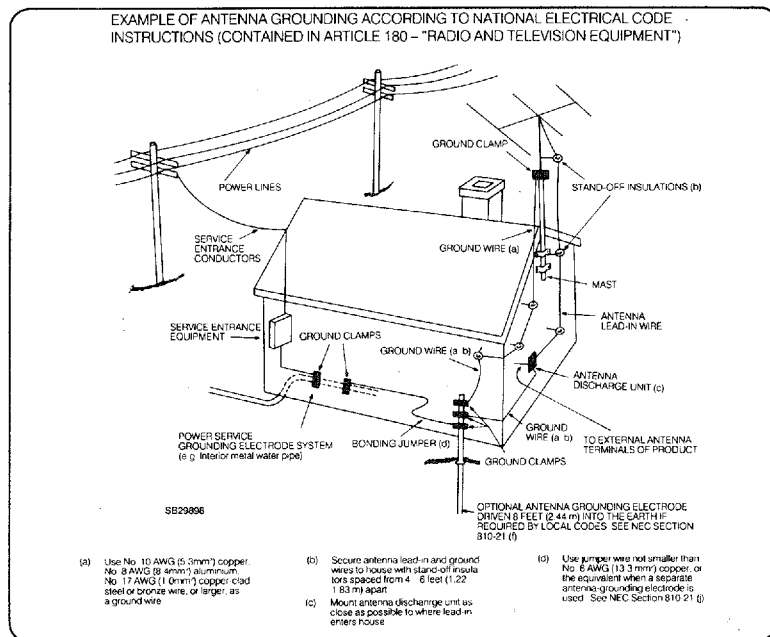 EXAMPLE OF ANTENNA GROUNDING ACCORDING TO NATIONAL ELECTRICAL CODE
INSTRUCTIONS (CONTAINED IN ARTICLE 180 – "RADIO AND TELEVISION EQUIPMENT")
GROUND CLAMP
POWER LINES
STAND-OFF INSULATIONS (b)
SERVICE
ENTRANCE
CONDUCTORS
GROUND WIRE (a)
MAST
ANTENNA
LEAD-IN WIRE
SERVICE ENTRANCE
EQUIPMENT
GROUND CLAMPS
GROUND WIRE (a b)
ANTENNA
DISCHARGE UNIT (c)
POWER SERVICE
GROUNDING ELECTRODE SYSTEM
(e.g. Interior metal water pipe)
BONDING JUMPER (d)
GROUND
WIRE (a b)
TO EXTERNAL ANTENNA
TERMINALS OF PRODUCT
GROUND CLAMPS
SB29898
OPTIONAL ANTENNA GROUNDING ELECTRODE
DRIVEN 8 FEET (2.44 m) INTO THE EARTH IF
REQUIRED BY LOCAL CODES SEE NEC SECTION
810-21 (f)
(a) Use No. 10 AWG (5.3mm²) copper,
No 8 AWG (8.4mm²) aluminium,
No 17 AWG (1.0mm²) copper-clad
steel or bronze wire, or larger, as
a ground wire
(b) Secure antenna lead-in and ground
wires to house with stand-off insula
tors spaced from 4 6 feet (1.22
1.83 m) apart
(c) Mount antenna discharge unit as
close as possible to where lead-in
enters house
(d) Use jumper wire not smaller than
No 6 AWG (13.3 mm²) copper, or
the equivalent when a separate
antenna-grounding electrode is
used See NEC Section 810-21 (j)